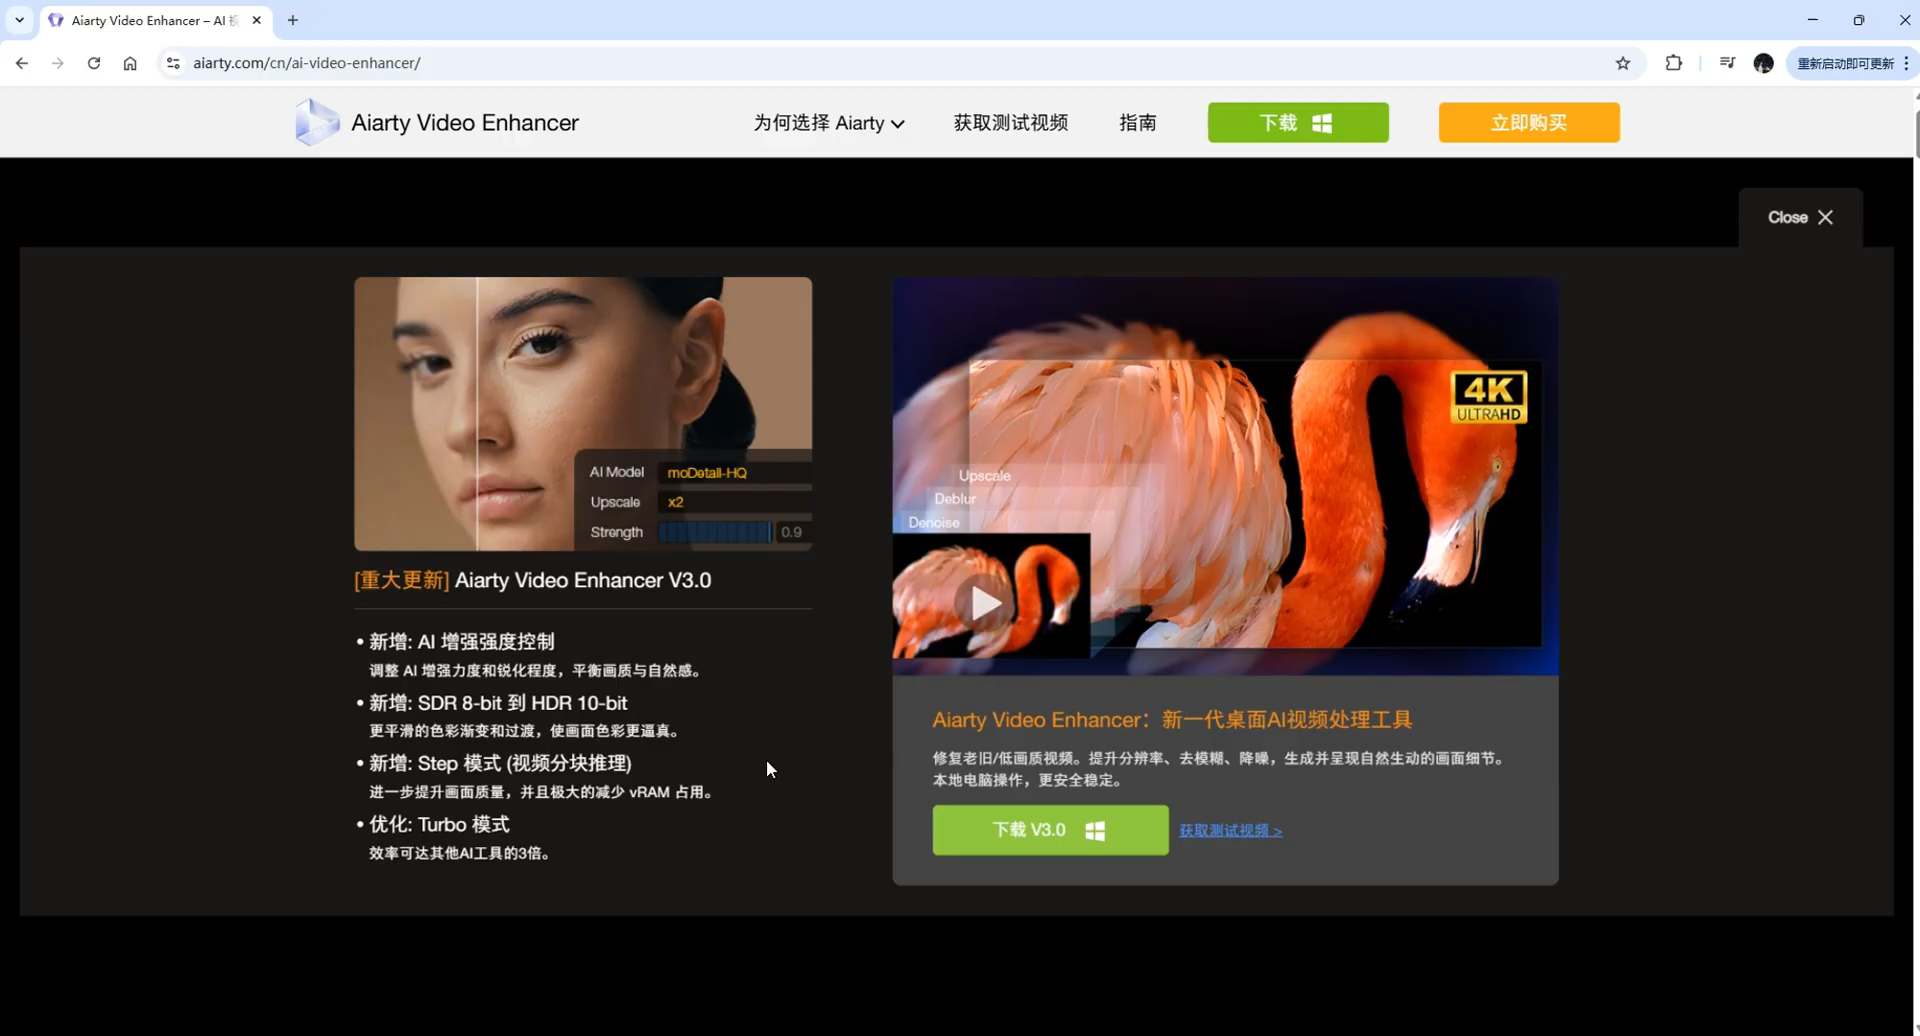 Aiarty Video Enhancer – AI 视
aiarty.com/cn/ai-video-enhancer/
重新启动即可更新
Aiarty Video Enhancer
为何选择 Aiarty
获取测试视频
指南
下载
立即购买
Close
AI Model moDetail-HQ
Upscale x2
Strength 0.9
[重大更新] Aiarty Video Enhancer V3.0
• 新增: AI 增强强度控制
调整 AI 增强力度和锐化程度，平衡画质与自然感。
• 新增: SDR 8-bit 到 HDR 10-bit
更平滑的色彩渐变和过渡，使画面色彩更逼真。
• 新增: Step 模式 (视频分块推理)
进一步提升画面质量，并且极大的减少 vRAM 占用。
• 优化: Turbo 模式
效率可达其他AI工具的3倍。
4K
ULTRAHD
Upscale
Deblur
Denoise
Aiarty Video Enhancer：新一代桌面AI视频处理工具
修复老旧/低画质视频。提升分辨率、去模糊、降噪，生成并呈现自然生动的画面细节。
本地电脑操作，更安全稳定。
下载 V3.0
获取测试视频 >